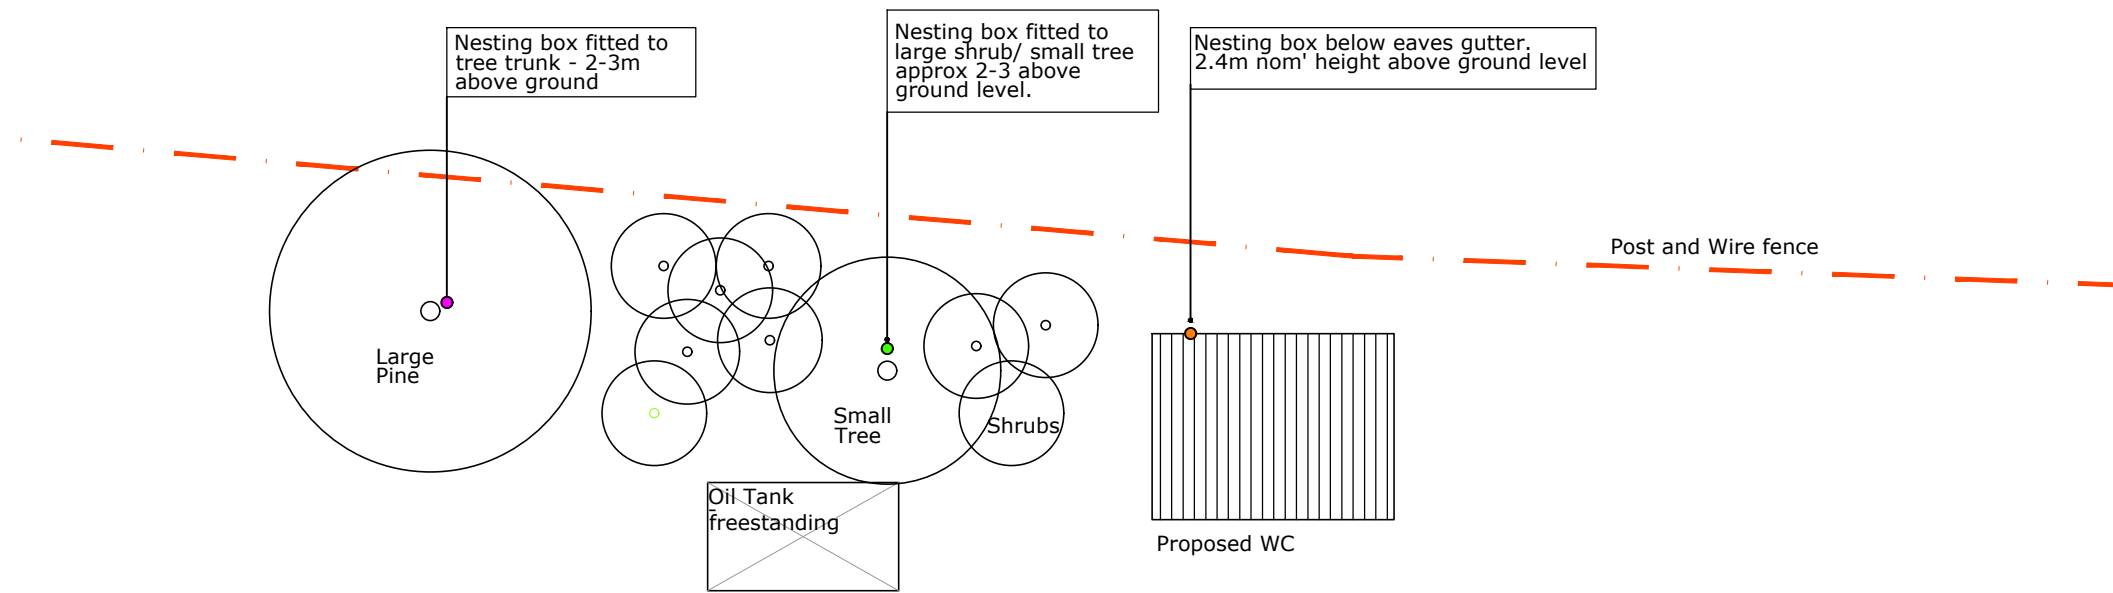 Nesting box fitted to
tree trunk - 2-3m
above ground
Nesting box fitted to
large shrub/ small tree
approx 2-3 above
ground level.
Nesting box below eaves gutter.
2.4m nom' height above ground level
Post and Wire fence
Large
Pine
Small
Tree
Shrubs
Oil Tank
-
freestanding
Proposed WC